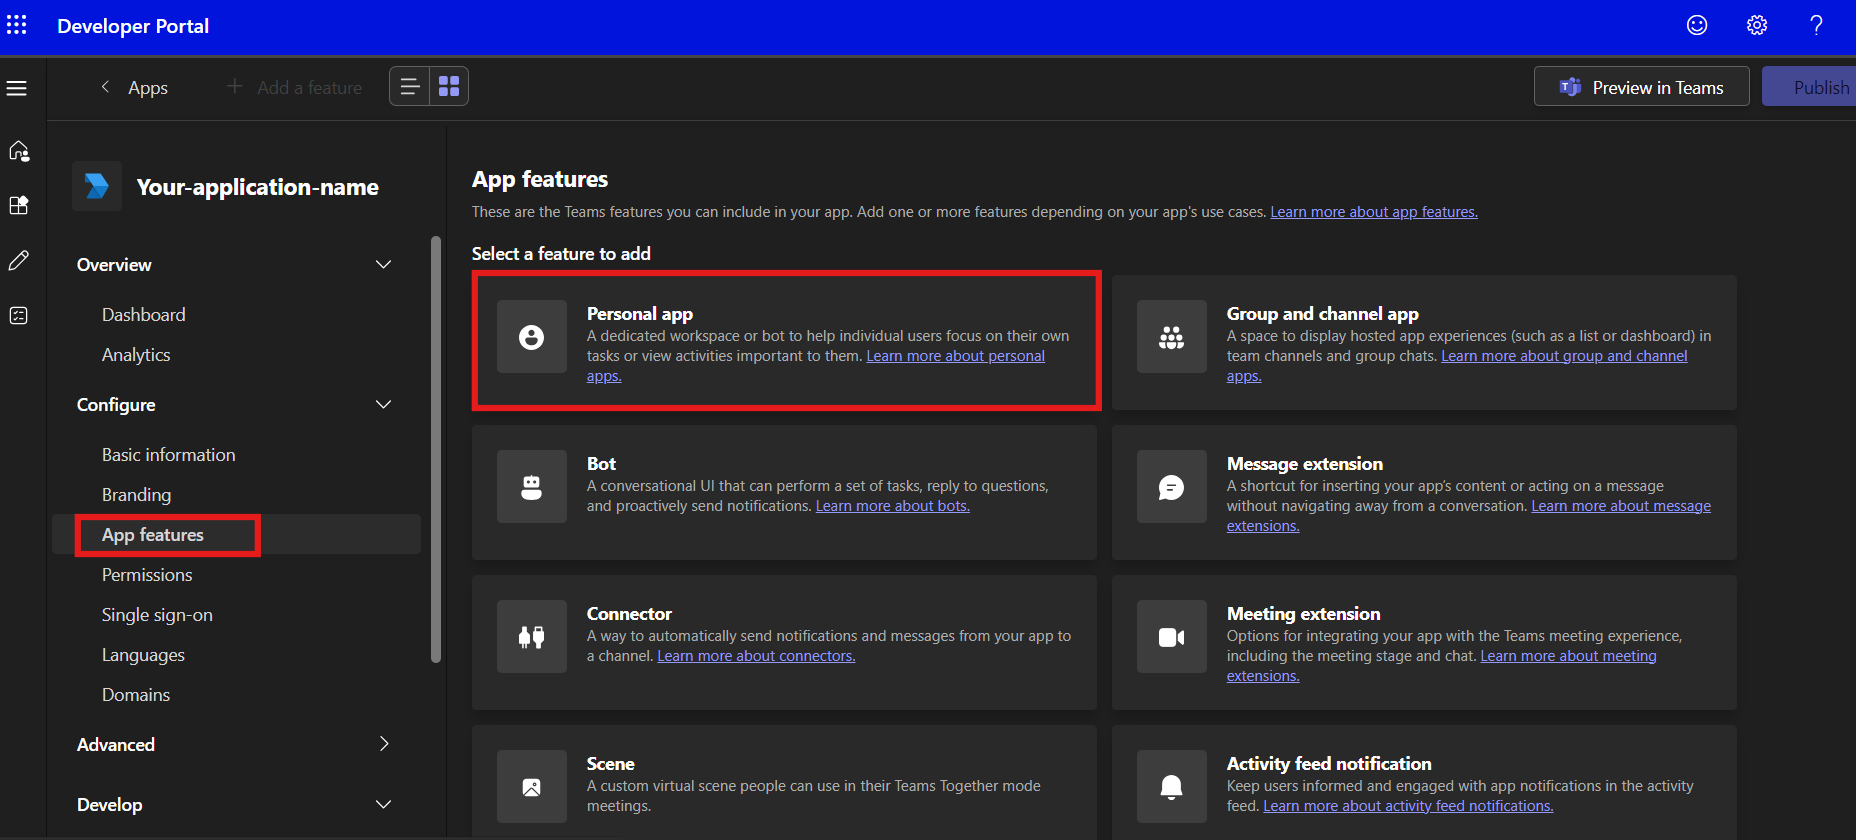 Developer Portal
Apps
Add a feature
Preview in Teams
Publish
Your-application-name
Overview
Dashboard
Analytics
Configure
Basic information
Branding
App features
Permissions
Single sign-on
Languages
Domains
Advanced
Develop
App features
These are the Teams features you can include in your app. Add one or more features depending on your app's use cases. Learn more about app features.
Select a feature to add
Personal app
A dedicated workspace or bot to help individual users focus on their own
tasks or view activities important to them. Learn more about personal
apps.
Group and channel app
A space to display hosted app experiences (such as a list or dashboard) in
team channels and group chats. Learn more about group and channel
apps.
Bot
A conversational UI that can perform a set of tasks, reply to questions,
and proactively send notifications. Learn more about bots.
Message extension
A shortcut for inserting your app's content or acting on a message
without navigating away from a conversation. Learn more about message
extensions.
Connector
A way to automatically send notifications and messages from your app to
a channel. Learn more about connectors.
Meeting extension
Options for integrating your app with the Teams meeting experience,
including the meeting stage and chat. Learn more about meeting
extensions.
Scene
A custom virtual scene people can use in their Teams Together mode
meetings.
Activity feed notification
Keep users informed and engaged with app notifications in the activity
feed. Learn more about activity feed notifications.